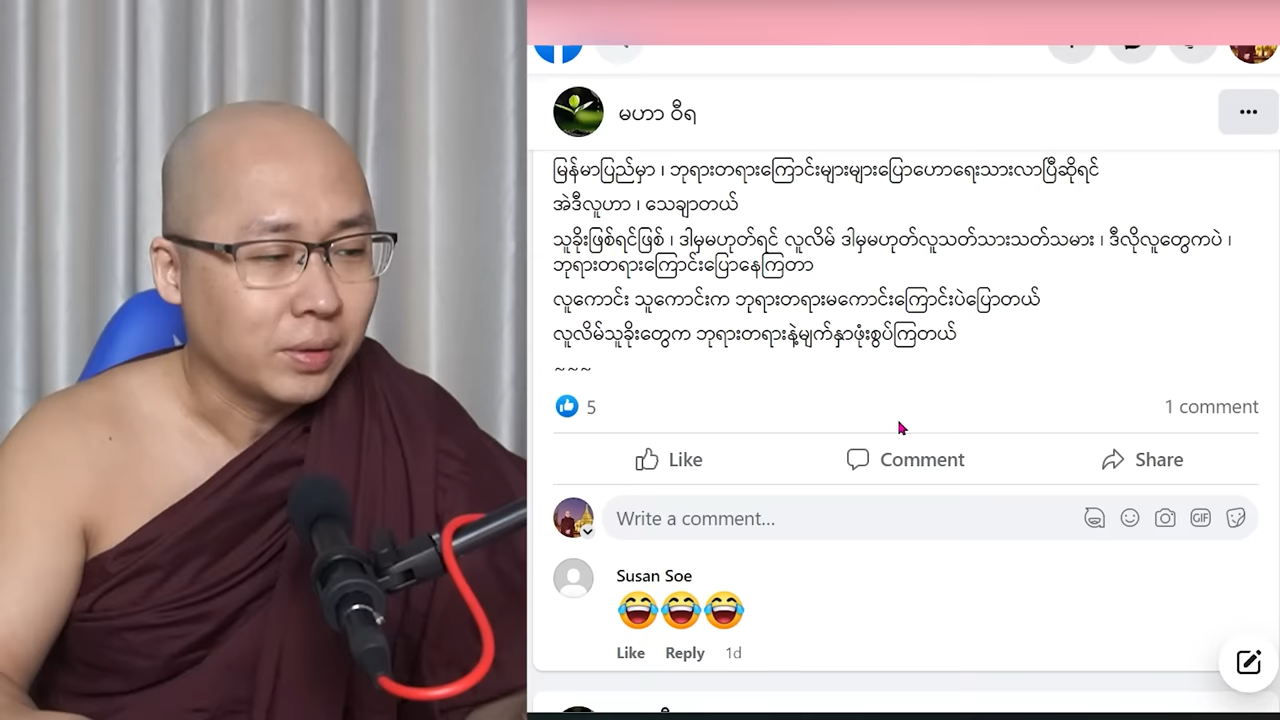 မဟာ ဝီရ
မြန်မာပြည်မှာ ၊ ဘုရားတရားကြောင်းများများပြောဟောရေးသားလာပြီဆိုရင်
အဲဒီလူဟာ ၊ သေချာတယ်
သူခိုးဖြစ်ရင်ဖြစ် ၊ ဒါမှမဟုတ်ရင် လူလိမ် ဒါမှမဟုတ်လူသတ်သားသတ်သမား ၊ ဒီလိုလူတွေကပဲ ၊
ဘုရားတရားကြောင်းပြောနေကြတာ
လူကောင်း သူကောင်းက ဘုရားတရားမကောင်းကြောင်းပဲပြောတယ်
လူလိမ်သူခိုးတွေက ဘုရားတရားနဲ့မျက်နှာဖုံးစွပ်ကြတယ်
~~~
5
1 comment
Like
Comment
Share
Write a comment...
GIF
Susan Soe
😂😂😂
Like Reply 1d